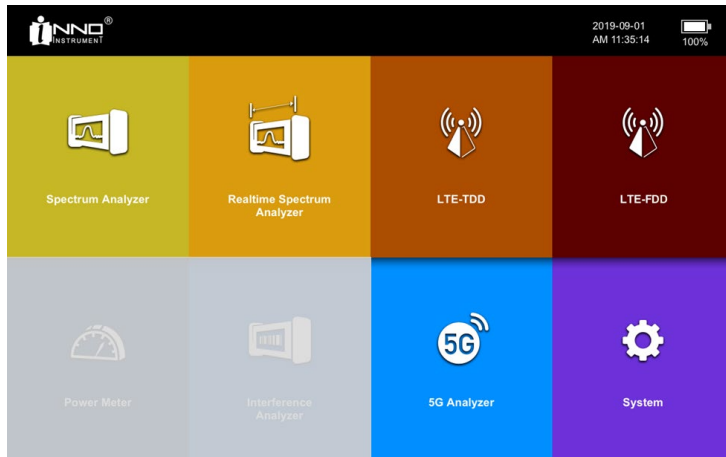 INNO®
INSTRUMENT
2019-09-01
AM 11:35:14
100%
Spectrum Analyzer
Realtime Spectrum
Analyzer
LTE-TDD
LTE-FDD
Power Meter
Interference
Analyzer
5G
5G Analyzer
System